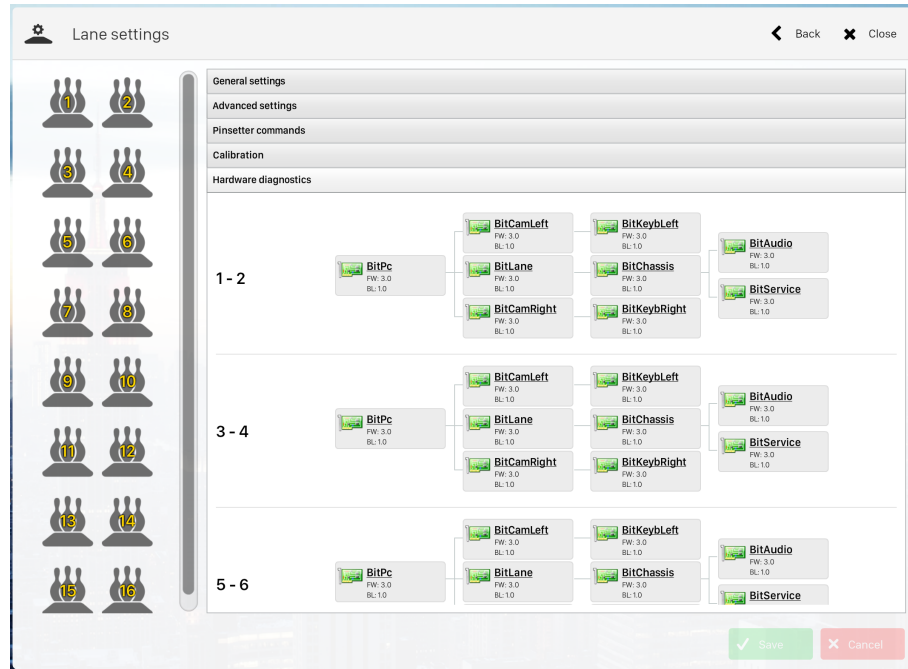 Lane settings
Back
Close
1
2
3
4
5
6
7
8
9
10
11
12
13
14
15
16
General settings
Advanced settings
Pinsetter commands
Calibration
Hardware diagnostics
1 - 2
BitPc
FW: 3.0
BL: 1.0
BitCamLeft
FW: 3.0
BL: 1.0
BitLane
FW: 3.0
BL: 1.0
BitCamRight
FW: 3.0
BL: 1.0
BitKeybLeft
FW: 3.0
BL: 1.0
BitChassis
FW: 3.0
BL: 1.0
BitKeybRight
FW: 3.0
BL: 1.0
BitAudio
FW: 3.0
BL: 1.0
BitService
FW: 3.0
BL: 1.0
3 - 4
BitPc
FW: 3.0
BL: 1.0
BitCamLeft
FW: 3.0
BL: 1.0
BitLane
FW: 3.0
BL: 1.0
BitCamRight
FW: 3.0
BL: 1.0
BitKeybLeft
FW: 3.0
BL: 1.0
BitChassis
FW: 3.0
BL: 1.0
BitKeybRight
FW: 3.0
BL: 1.0
BitAudio
FW: 3.0
BL: 1.0
BitService
FW: 3.0
BL: 1.0
5 - 6
BitPc
FW: 3.0
BL: 1.0
BitCamLeft
FW: 3.0
BL: 1.0
BitLane
FW: 3.0
BL: 1.0
BitKeybLeft
FW: 3.0
BL: 1.0
BitChassis
FW: 3.0
BL: 1.0
BitAudio
FW: 3.0
BL: 1.0
BitService
Save
Cancel